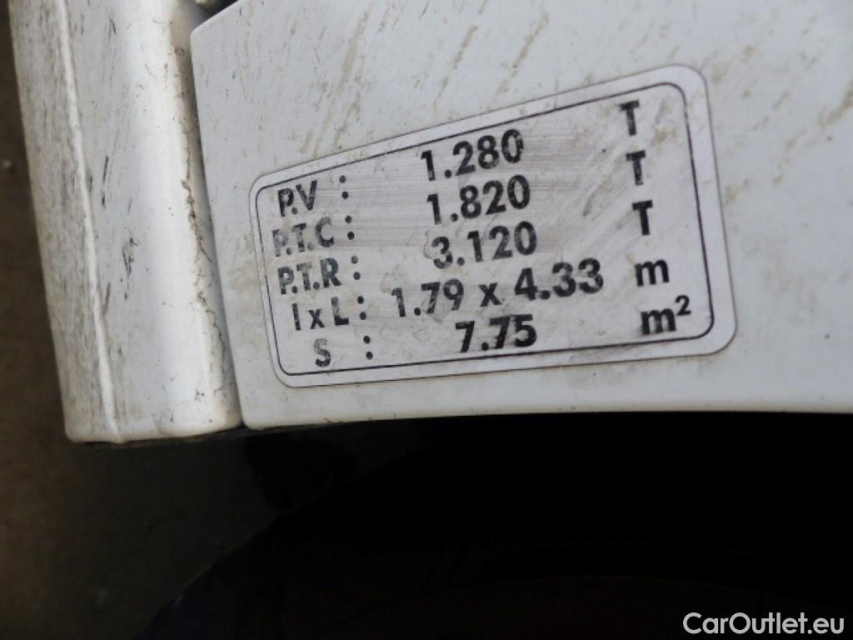 P.V : 1.280 T
P.T.C : 1.820 T
P.T.R : 3.120 T
l x L : 1.79 x 4.33 m
S : 7.75 m²
CarOutlet.eu